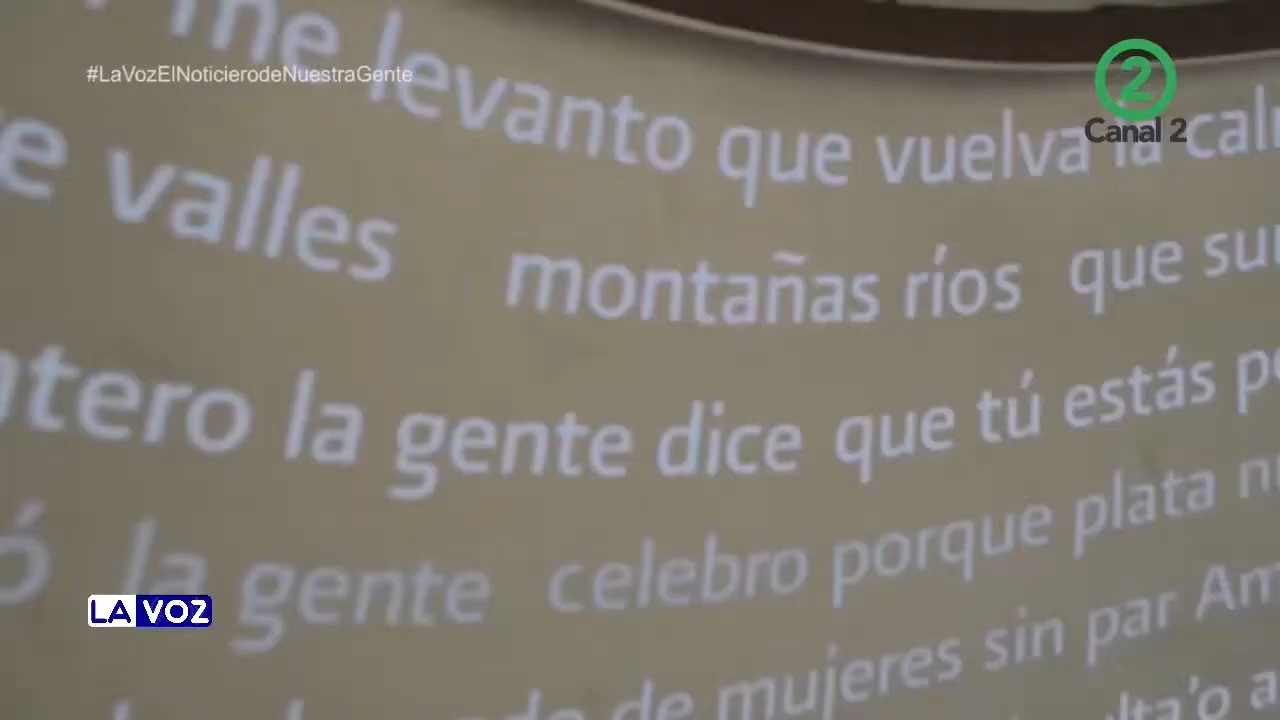 #LaVozElNoticierodeNuestraGente
2
Canal 2
me levanto que vuelva la
valles montañas ríos que
la gente dice que tú estás
la gente celebro porque plata
de mujeres sin par
LA VOZ